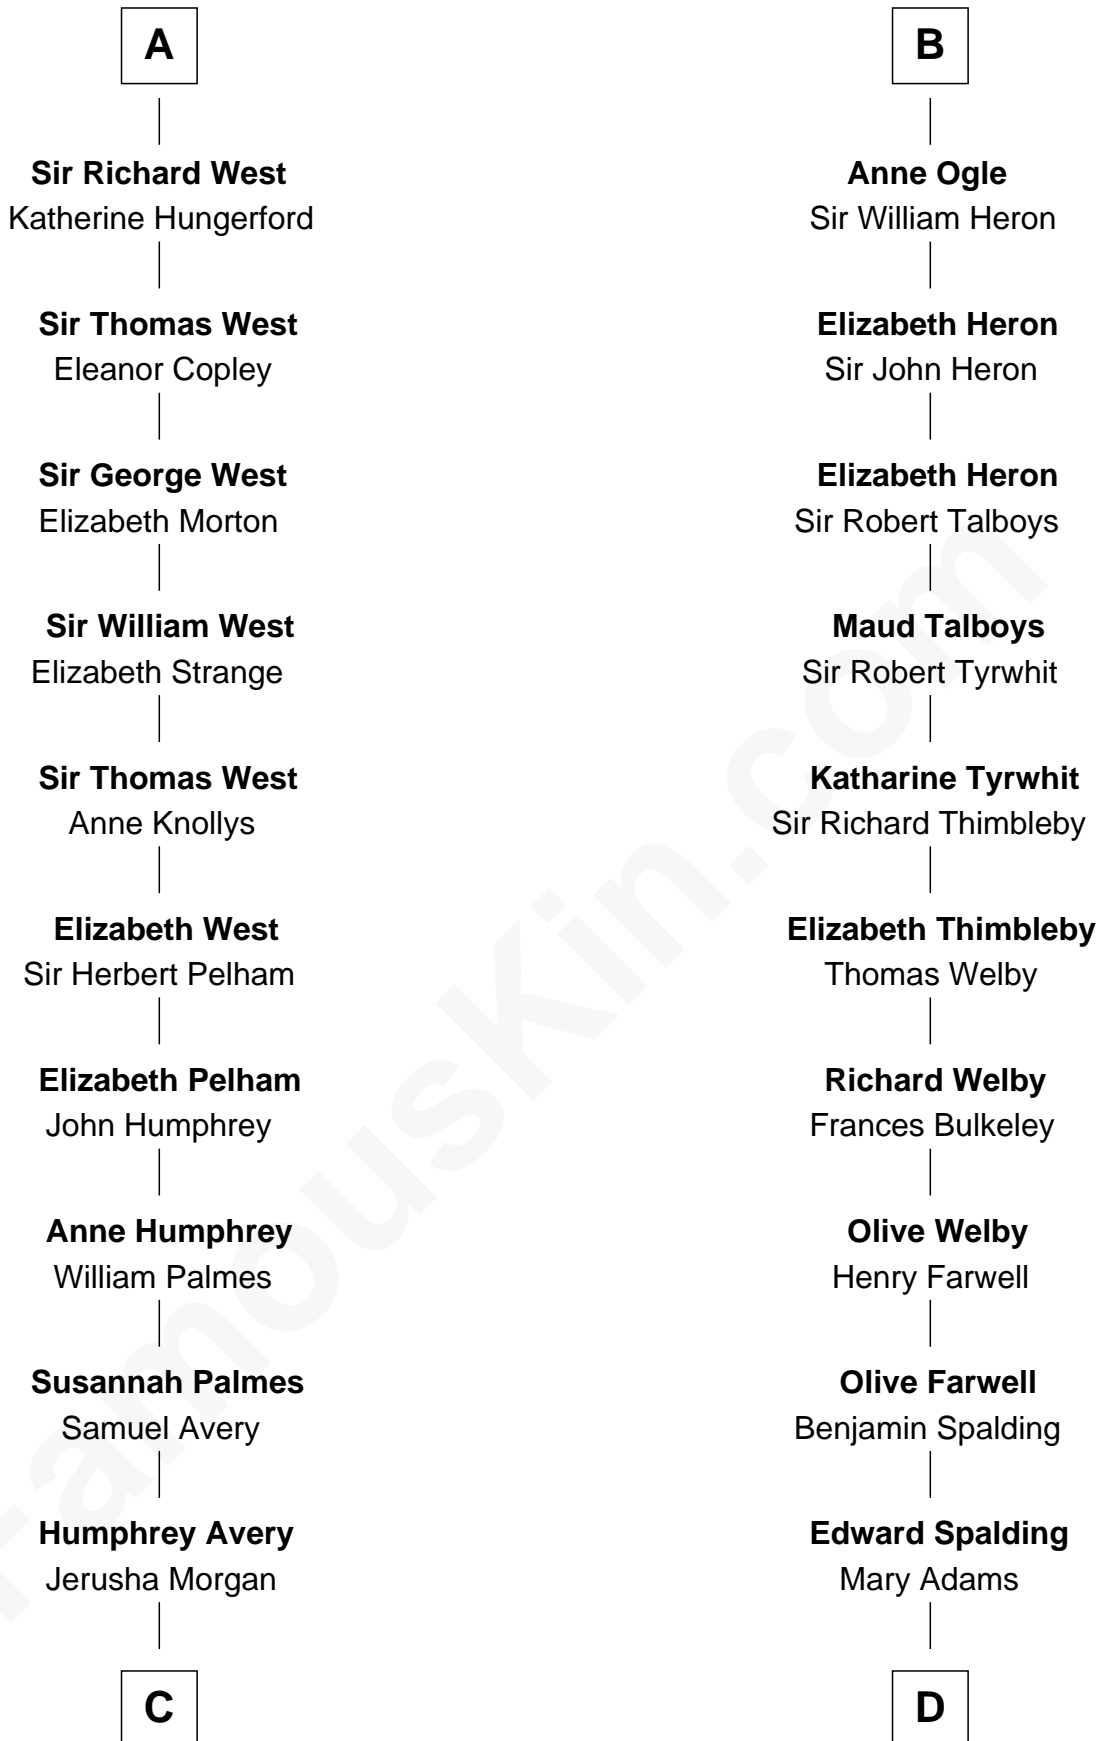 A
Sir Richard West
Katherine Hungerford
Sir Thomas West
Eleanor Copley
Sir George West
Elizabeth Morton
Sir William West
Elizabeth Strange
Sir Thomas West
Anne Knollys
Elizabeth West
Sir Herbert Pelham
Elizabeth Pelham
John Humphrey
Anne Humphrey
William Palmes
Susannah Palmes
Samuel Avery
Humphrey Avery
Jerusha Morgan
C
B
Anne Ogle
Sir William Heron
Elizabeth Heron
Sir John Heron
Elizabeth Heron
Sir Robert Talboys
Maud Talboys
Sir Robert Tyrwhit
Katharine Tyrwhit
Sir Richard Thimbleby
Elizabeth Thimbleby
Thomas Welby
Richard Welby
Frances Bulkeley
Olive Welby
Henry Farwell
Olive Farwell
Benjamin Spalding
Edward Spalding
Mary Adams
D
FamousKin.com